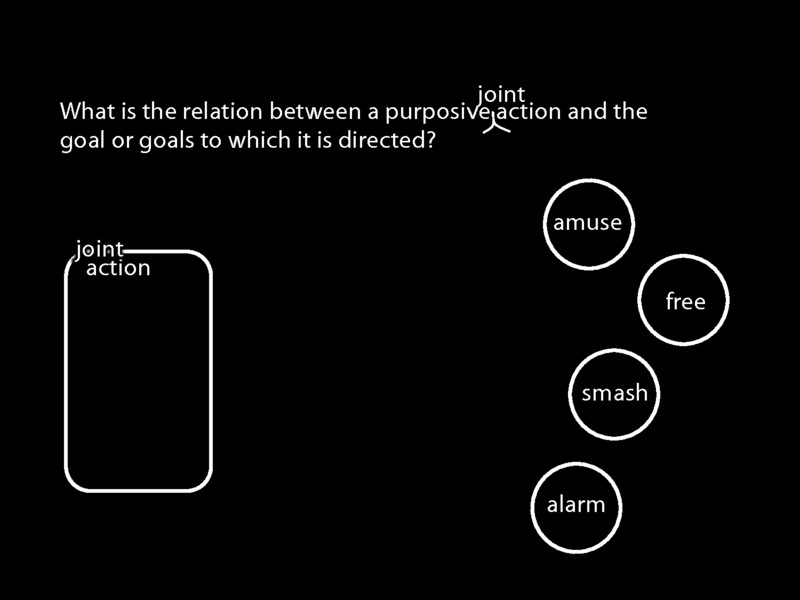 joint
What is the relation between a purposive action and the
goal or goals to which it is directed?
amuse
joint
action
free
smash
alarm